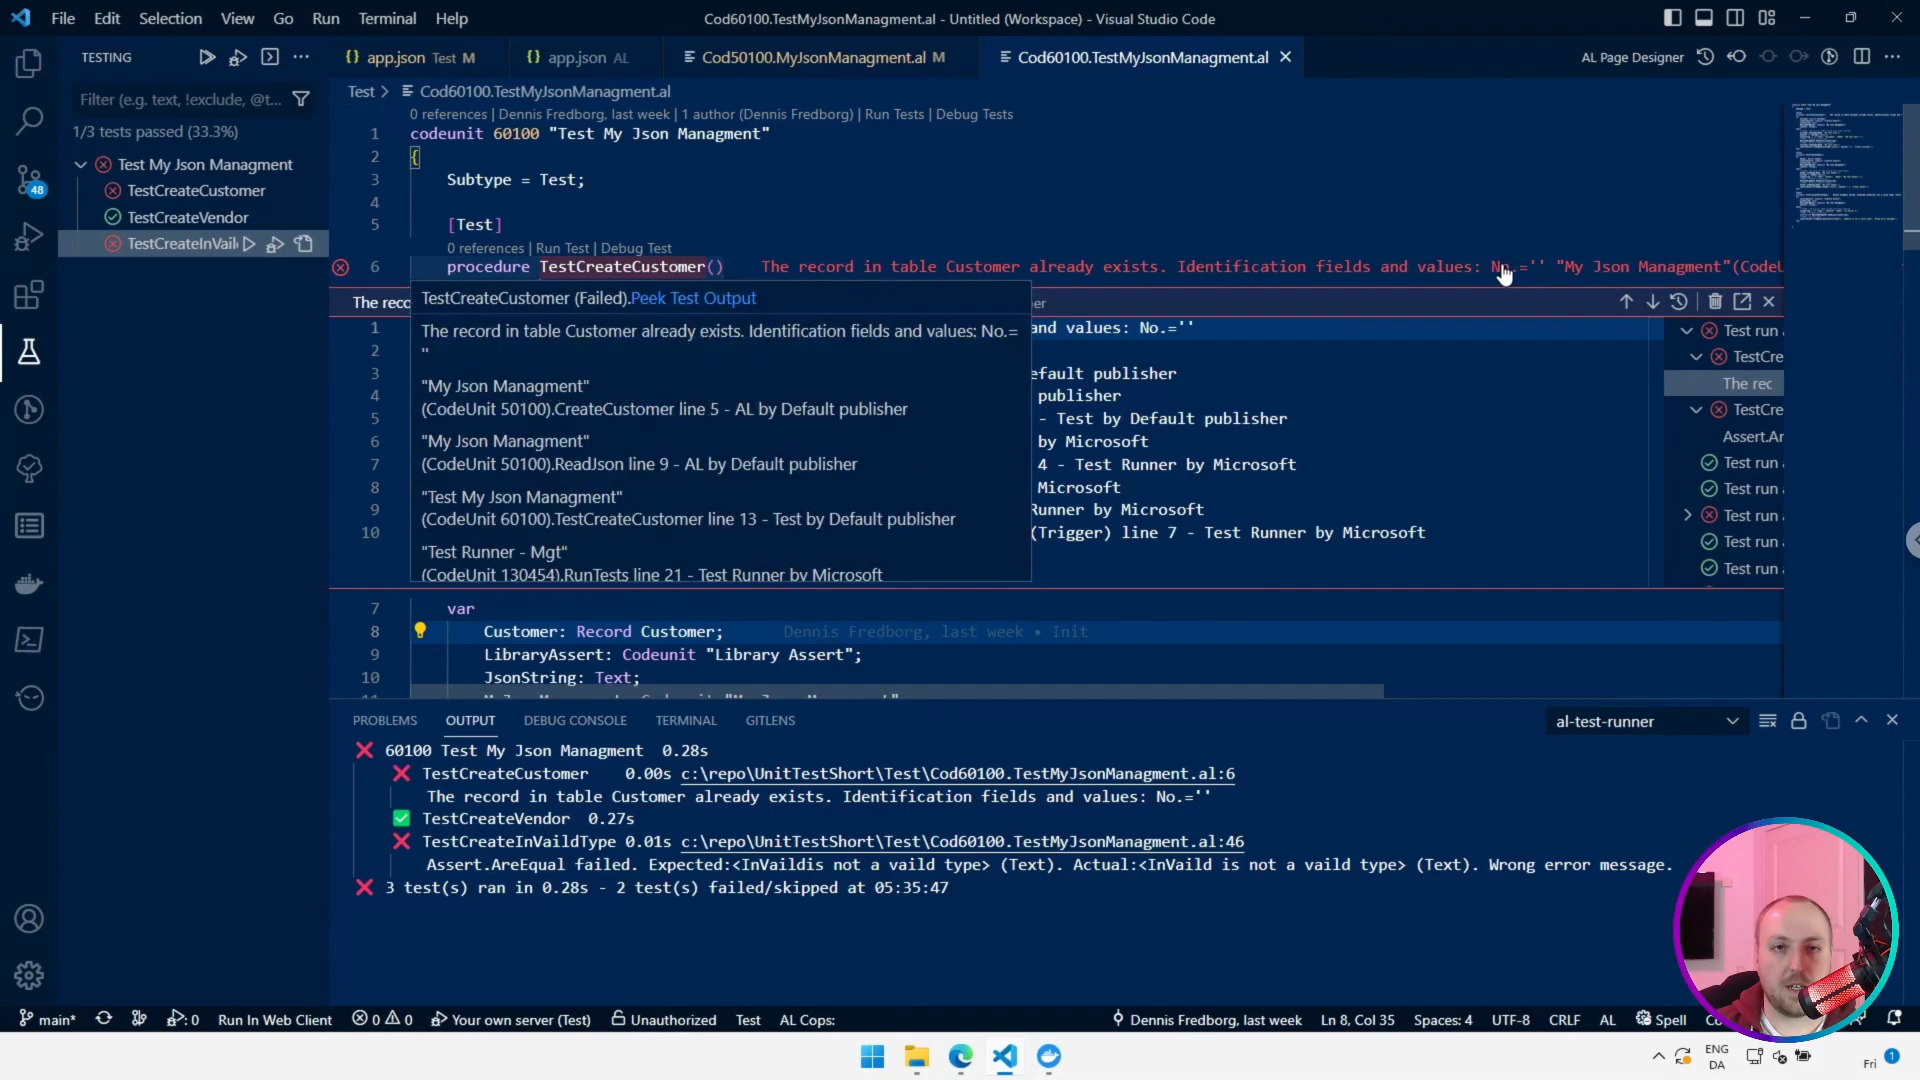 File Edit Selection View Go Run Terminal Help
Cod60100.TestMyJsonManagment.al - Untitled (Workspace) - Visual Studio Code
TESTING
app.json Test M
app.json AL
Cod50100.MyJsonManagment.al M
Cod60100.TestMyJsonManagment.al
AL Page Designer
Filter (e.g. text, !exclude, @t...
1/3 tests passed (33.3%)
Test My Json Managment
TestCreateCustomer
TestCreateVendor
TestCreateInVaild
48
Test > Cod60100.TestMyJsonManagment.al
0 references | Dennis Fredborg, last week | 1 author (Dennis Fredborg) | Run Tests | Debug Tests
1 codeunit 60100 "Test My Json Managment"
2 {
3 Subtype = Test;
4
5 [Test]
0 references | Run Test | Debug Test
6 procedure TestCreateCustomer() The record in table Customer already exists. Identification fields and values: No.='' "My Json Managment"(CodeU
The reco
er
TestCreateCustomer (Failed).Peek Test Output
The record in table Customer already exists. Identification fields and values: No.=
''
"My Json Managment"
(CodeUnit 50100).CreateCustomer line 5 - AL by Default publisher
"My Json Managment"
(CodeUnit 50100).ReadJson line 9 - AL by Default publisher
"Test My Json Managment"
(CodeUnit 60100).TestCreateCustomer line 13 - Test by Default publisher
"Test Runner - Mgt"
(CodeUnit 130454).RunTests line 21 - Test Runner by Microsoft
1 and values: No.=''
2
3 efault publisher
4 publisher
5 - Test by Default publisher
6 by Microsoft
7 4 - Test Runner by Microsoft
8 Microsoft
9 Runner by Microsoft
10 (Trigger) line 7 - Test Runner by Microsoft
Test run a
TestCre
The rec
TestCre
Assert.Ar
Test run a
Test run a
Test run a
Test run a
Test run a
7 var
8 Customer: Record Customer; Dennis Fredborg, last week • Init
9 LibraryAssert: Codeunit "Library Assert";
10 JsonString: Text;
PROBLEMS OUTPUT DEBUG CONSOLE TERMINAL GITLENS
al-test-runner
60100 Test My Json Managment 0.28s
TestCreateCustomer 0.00s c:\repo\UnitTestShort\Test\Cod60100.TestMyJsonManagment.al:6
The record in table Customer already exists. Identification fields and values: No.=''
TestCreateVendor 0.27s
TestCreateInVaildType 0.01s c:\repo\UnitTestShort\Test\Cod60100.TestMyJsonManagment.al:46
Assert.AreEqual failed. Expected:<InVaildis not a vaild type> (Text). Actual:<InVaild is not a vaild type> (Text). Wrong error message.
3 test(s) ran in 0.28s - 2 test(s) failed/skipped at 05:35:47
main* 0 Run In Web Client 0 0 Your own server (Test) Unauthorized Test AL Cops: Dennis Fredborg, last week Ln 8, Col 35 Spaces: 4 UTF-8 CRLF AL Spell
ENG
DA
Fri
1